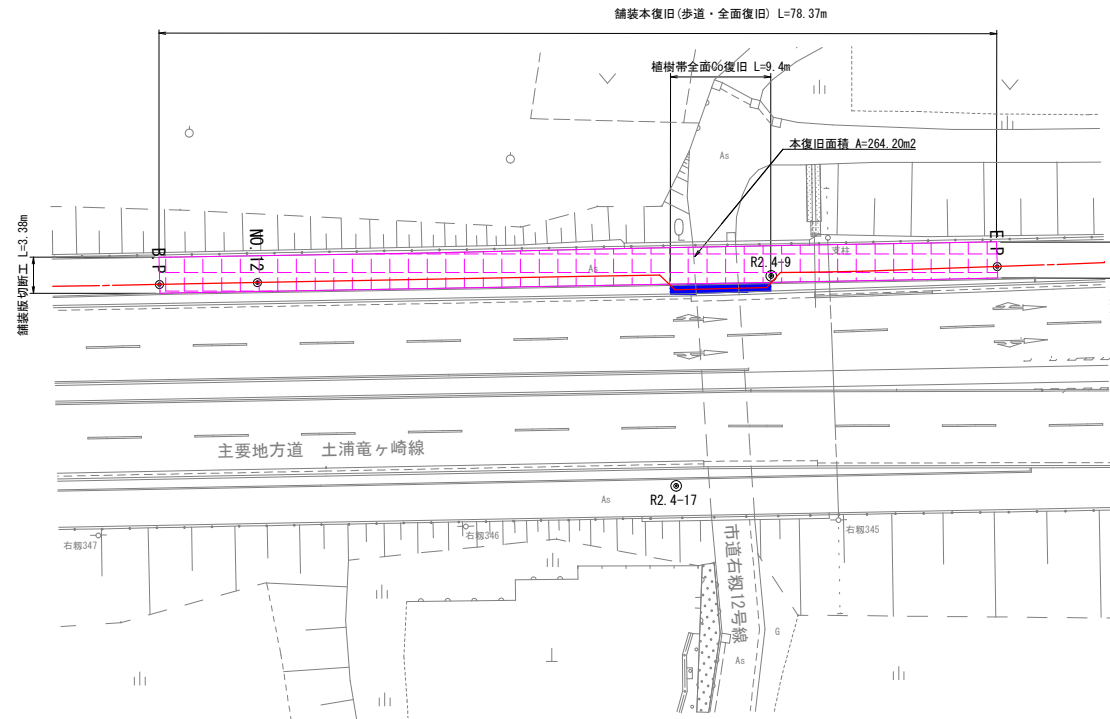 舗装本復旧(歩道・全面復旧) L=78.37m
植樹帯全面Co復旧 L=9.4m
本復旧面積 A=264.20m2
As
舗装版切断工 L=3.38m
B.P
NO.12
As
R2.4-9
支柱
E.P
主要地方道 土浦竜ヶ崎線
As
R2.4-17
右籾347
右籾346
右籾345
市道右籾12号線
As
G